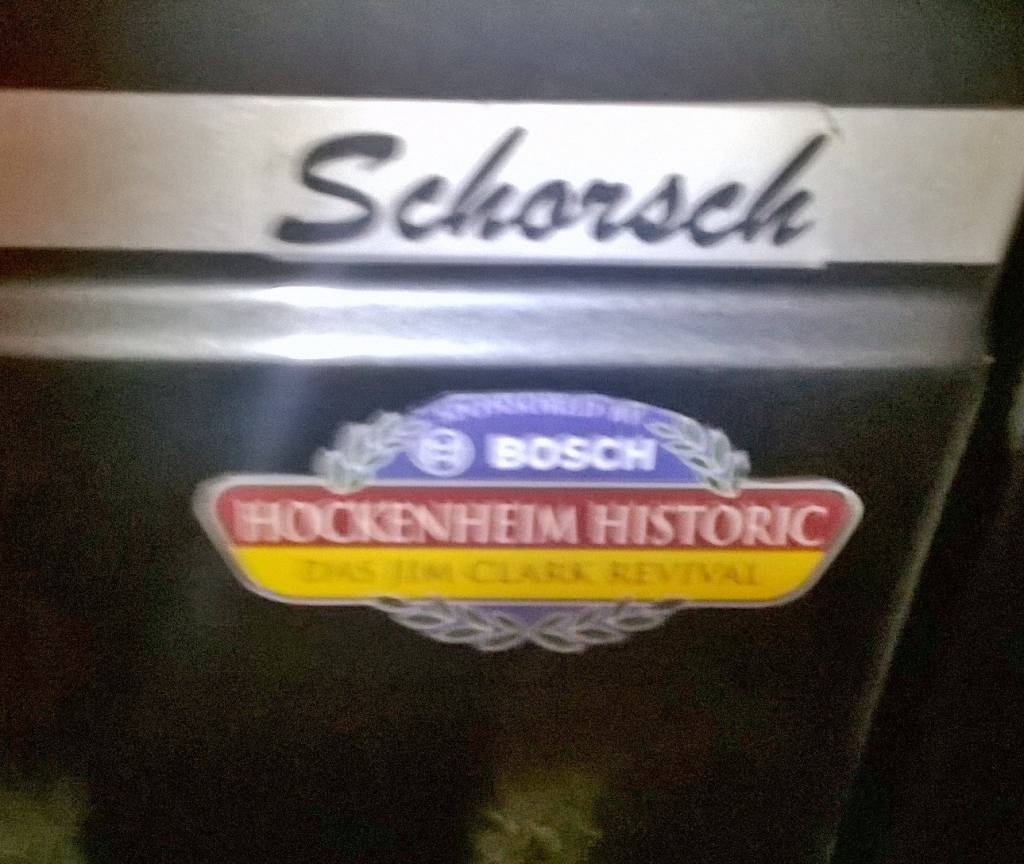 Schorsch
SPONSORED BY
BOSCH
HOCKENHEIM HISTORIC
DAS JIM CLARK REVIVAL